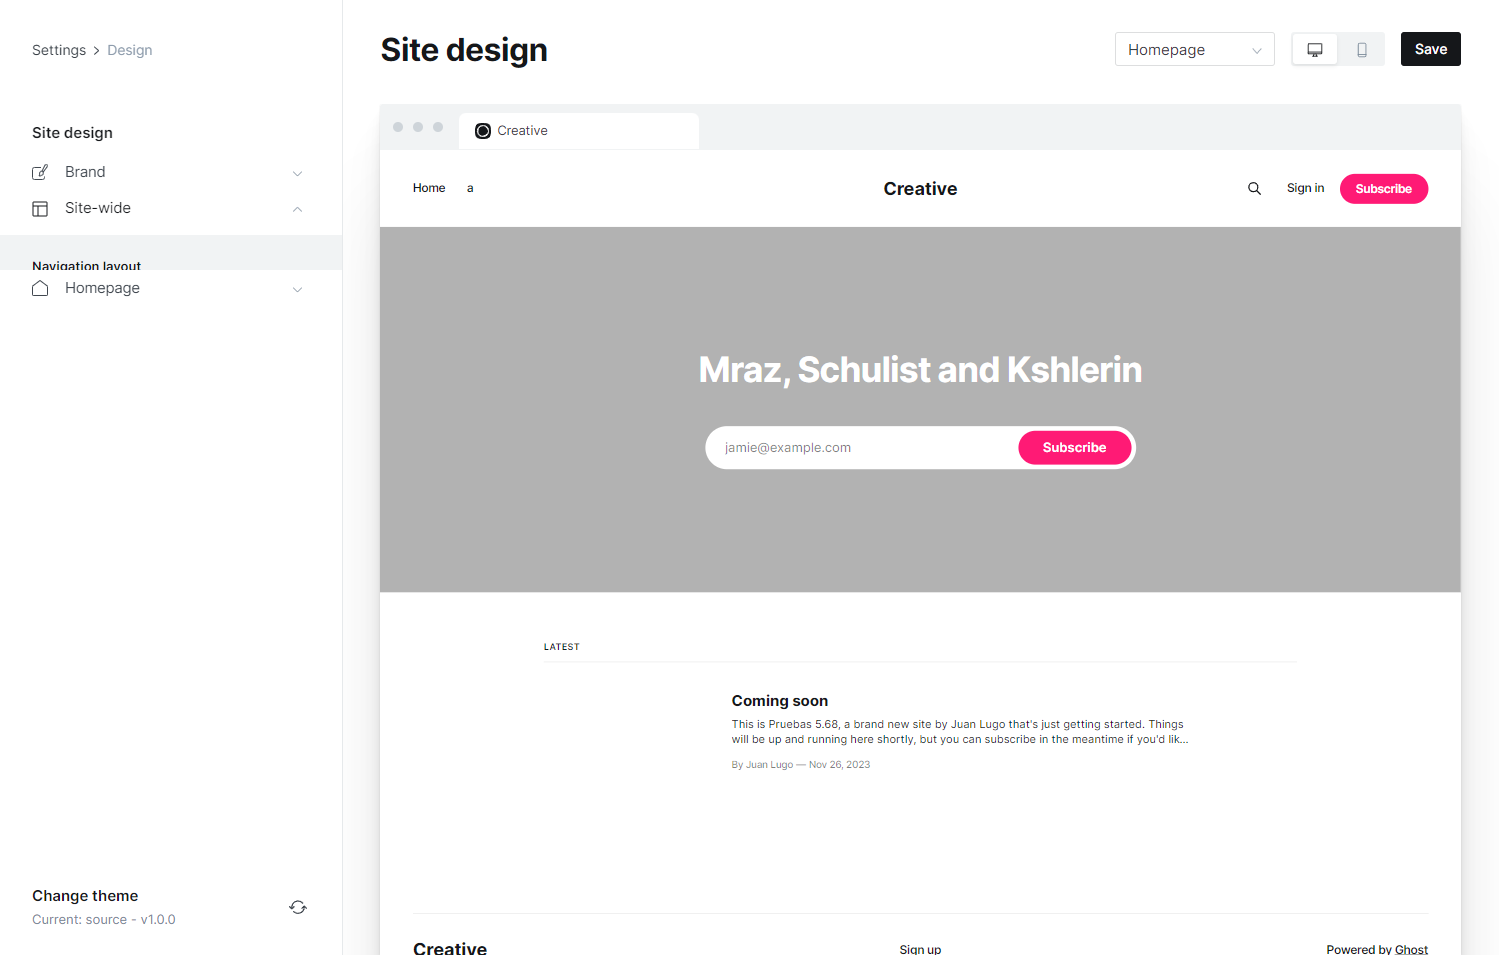 Settings > Design
Site design
Homepage
Save
Site design
Brand
Site-wide
Navigation layout
Homepage
Change theme
Current: source - v1.0.0
Creative
Home a
Creative
Sign in
Subscribe
Mraz, Schulist and Kshlerin
jamie@example.com
Subscribe
LATEST
Coming soon
This is Pruebas 5.68, a brand new site by Juan Lugo that's just getting started. Things
will be up and running here shortly, but you can subscribe in the meantime if you'd lik...
By Juan Lugo — Nov 26, 2023
Creative
Sign up
Powered by Ghost